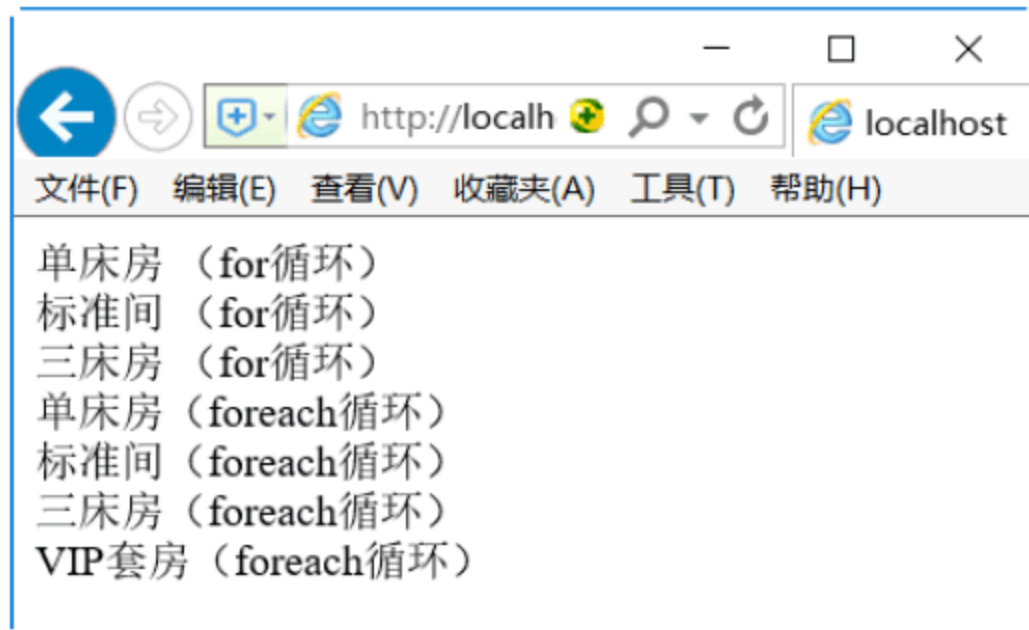 http://localh
localhost
文件(F) 编辑(E) 查看(V) 收藏夹(A) 工具(T) 帮助(H)
单床房 （for循环）
标准间 （for循环）
三床房 （for循环）
单床房（foreach循环）
标准间（foreach循环）
三床房（foreach循环）
VIP套房（foreach循环）